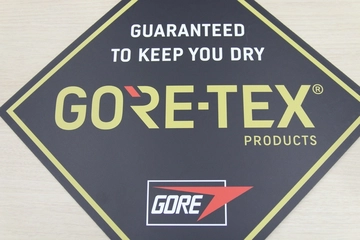 GUARANTEED
TO KEEP YOU DRY
GORE-TEX®
PRODUCTS
GORE